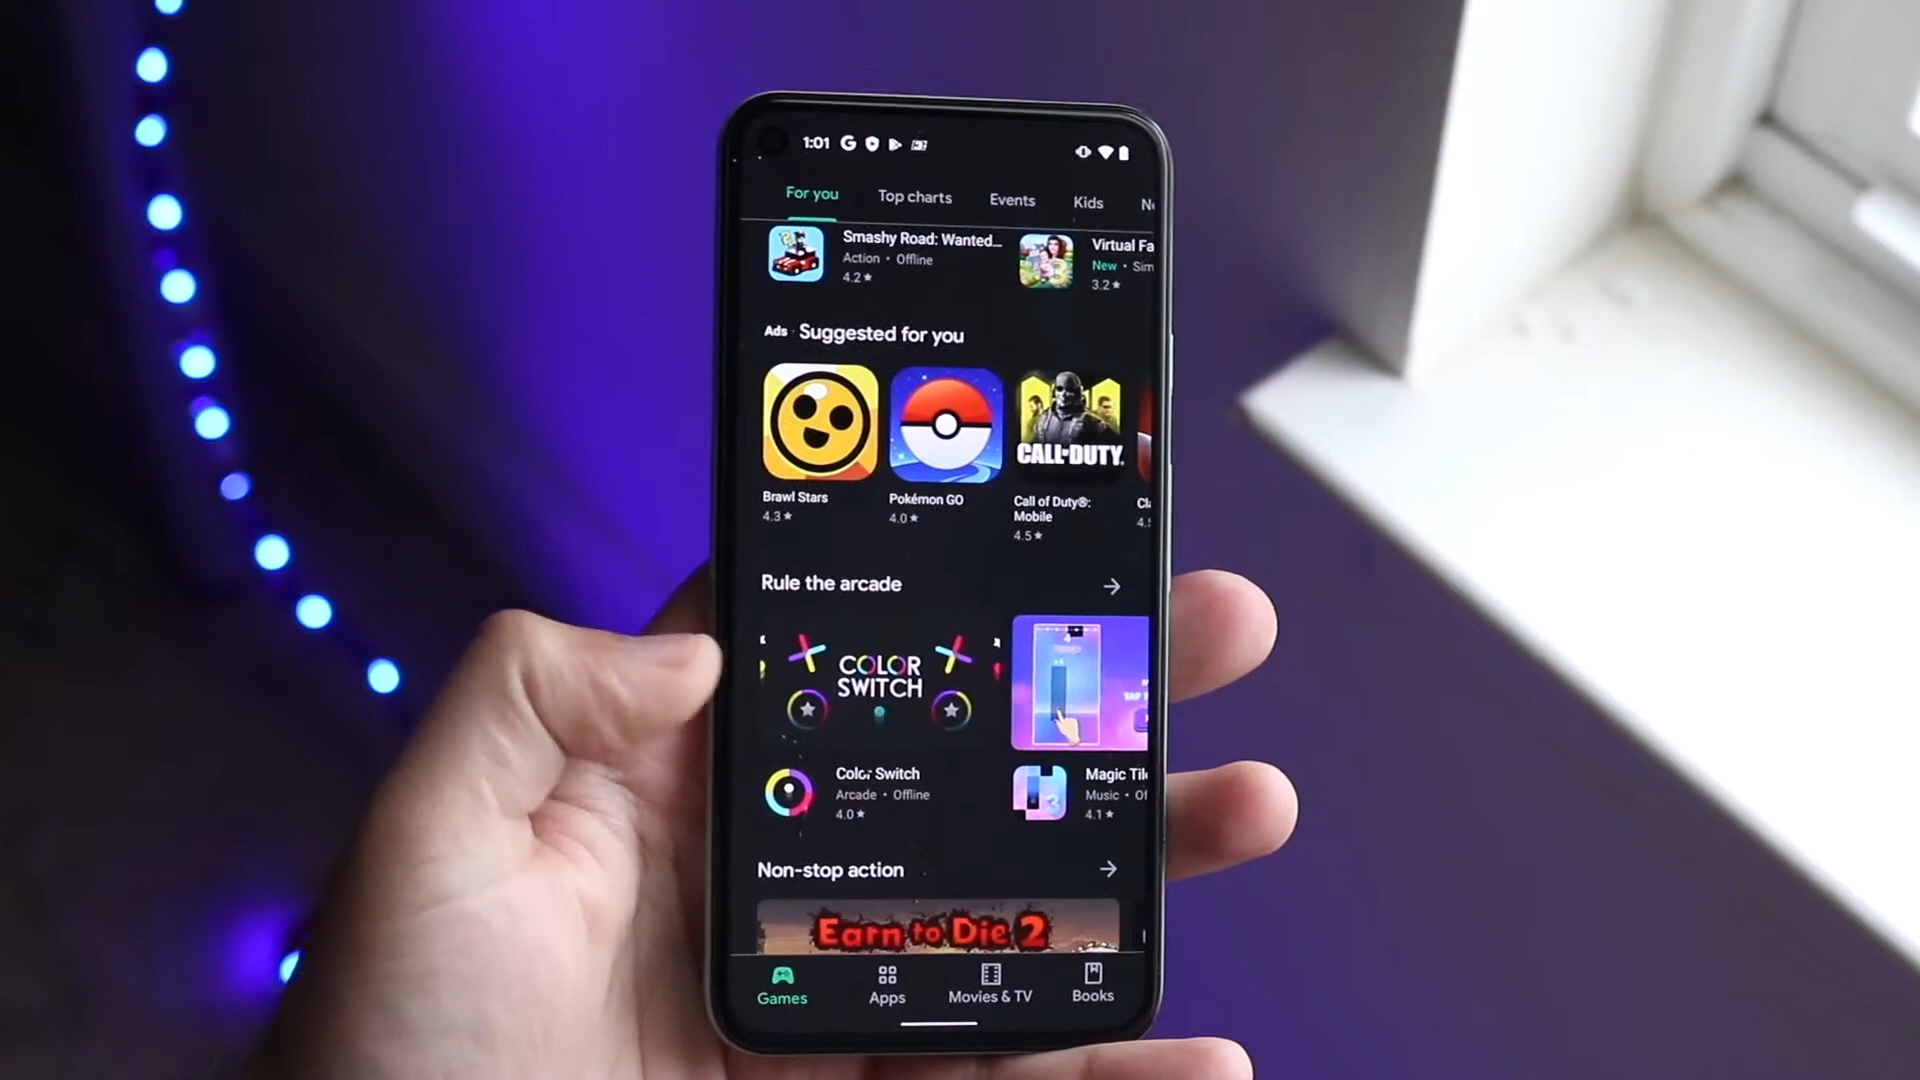 1:01
For you Top charts Events Kids
Smashy Road: Wanted...
Action • Offline
4.2★
Virtual Fa
New • Sim
3.2★
Ads · Suggested for you
CALL OF DUTY
Brawl Stars
4.3★
Pokémon GO
4.0★
Call of Duty®:
Mobile
4.5★
Rule the arcade
COLOR
SWITCH
Color Switch
Arcade • Offline
4.0★
Magic Til
Music • Of
4.1★
Non-stop action
Earn to Die 2
Games Apps Movies & TV Books